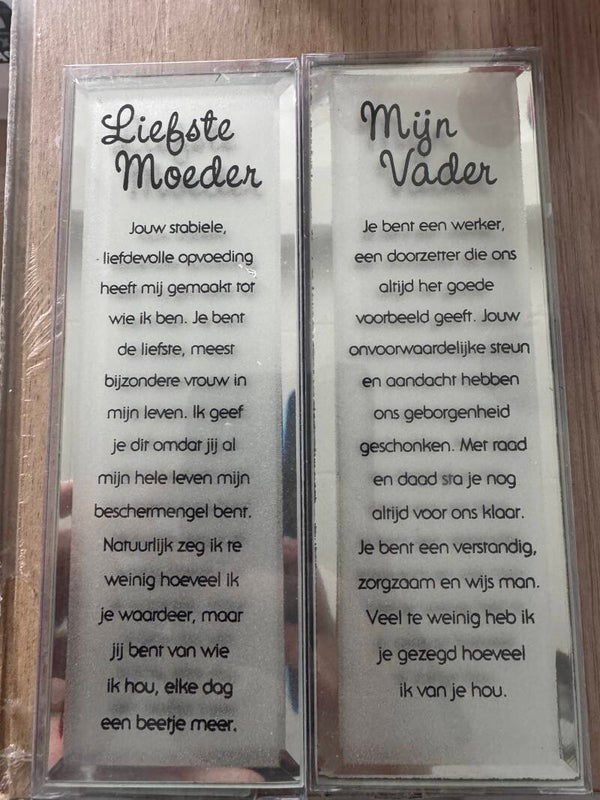 Liefste
Moeder
Jouw stabiele,
liefdevolle opvoeding
heeft mij gemaakt tot
wie ik ben. Je bent
de liefste, meest
bijzondere vrouw in
mijn leven. Ik geef
je dit omdat jij al
mijn hele leven mijn
beschermengel bent.
Natuurlijk zeg ik te
weinig hoeveel ik
je waardeer, maar
jij bent van wie
ik hou, elke dag
een beetje meer.
Mijn
Vader
Je bent een werker,
een doorzetter die ons
altijd het goede
voorbeeld geeft. Jouw
onvoorwaardelijke steun
en aandacht hebben
ons geborgenheid
geschonken. Met raad
en daad sta je nog
altijd voor ons klaar.
Je bent een verstandig,
zorgzaam en wijs man.
Veel te weinig heb ik
je gezegd hoeveel
ik van je hou.